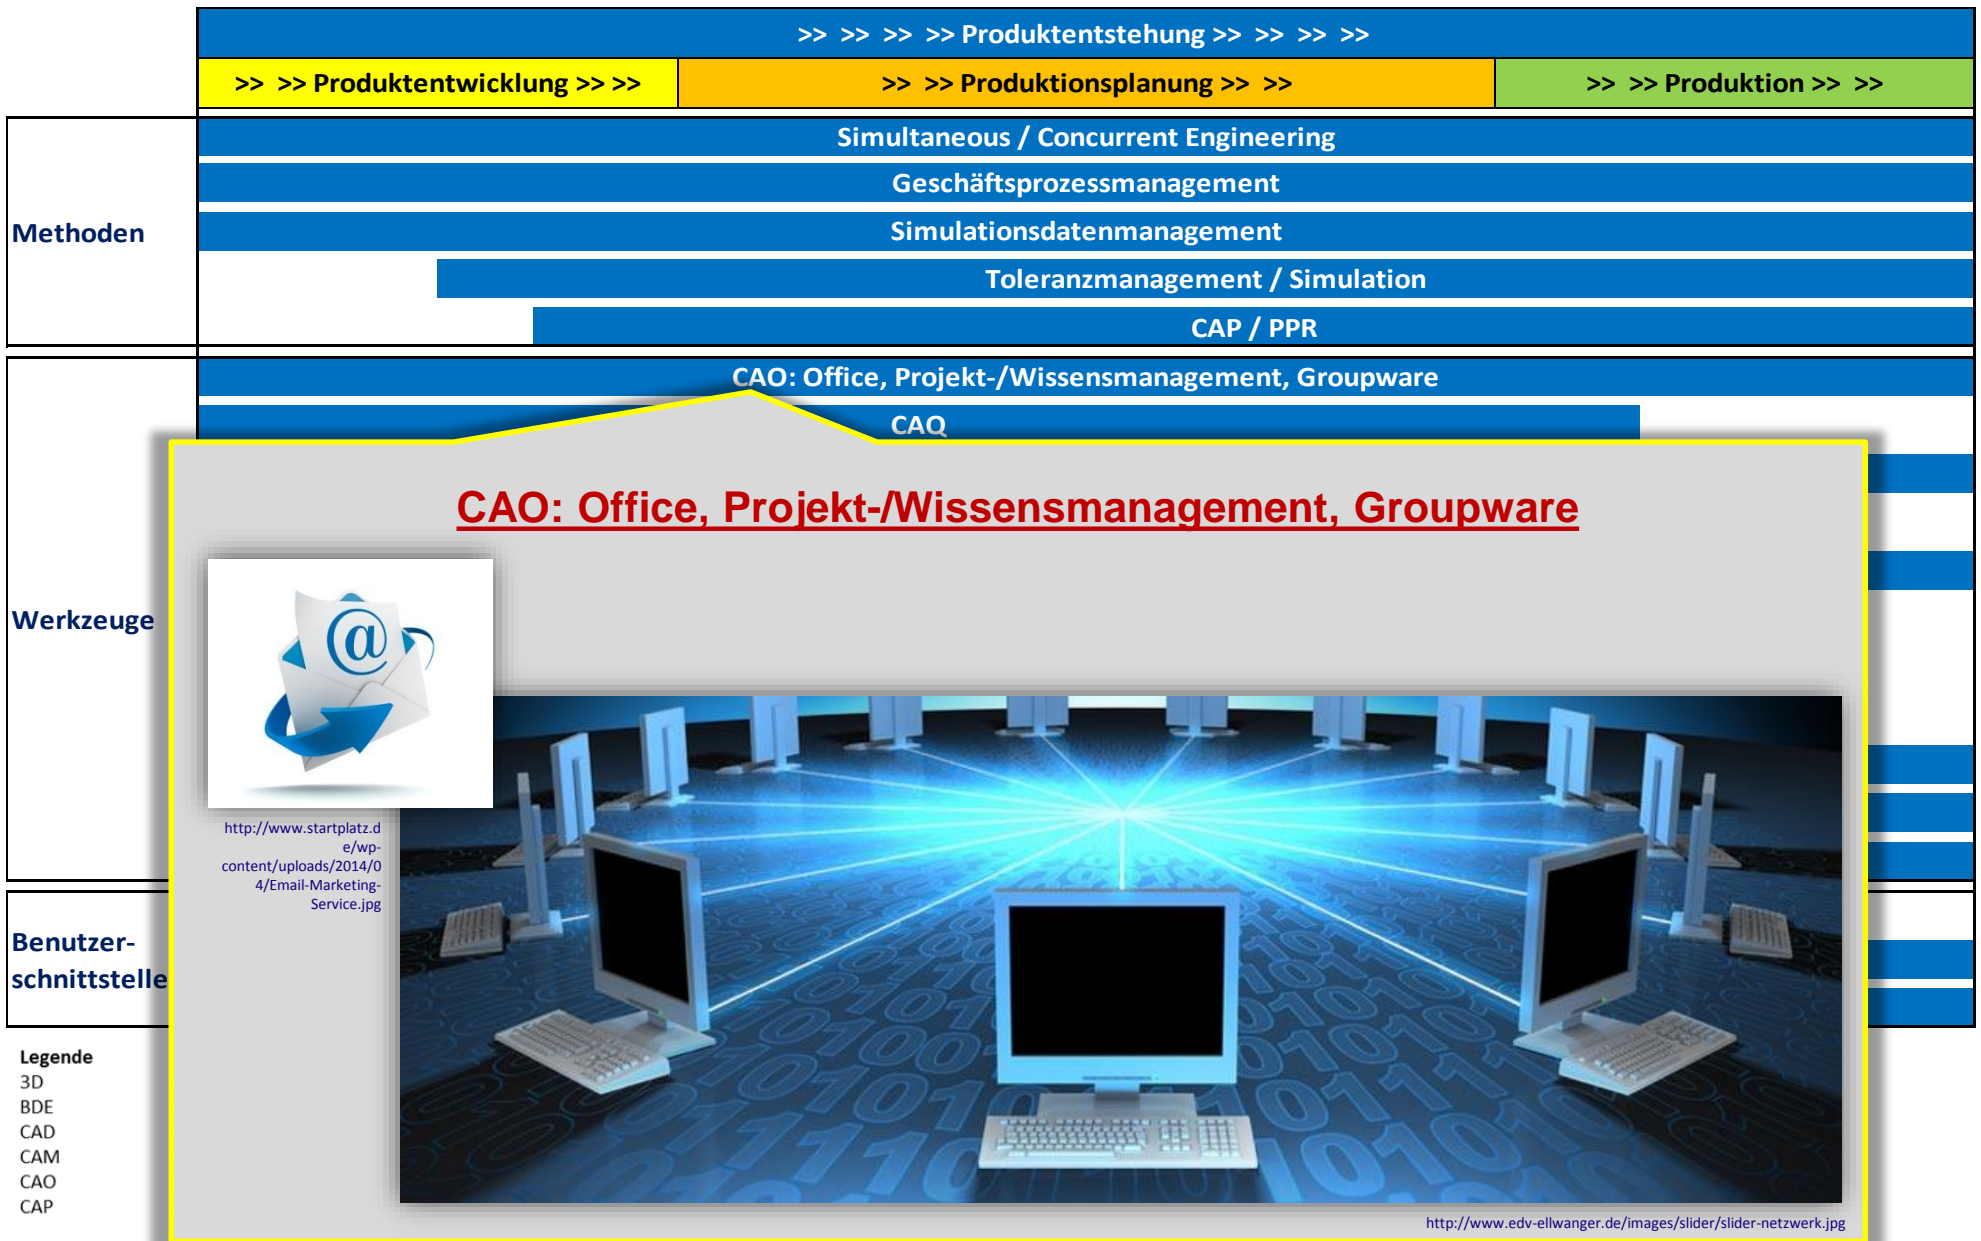 >> >> >> >> Produktentstehung >> >> >> >>
>> >> Produktentwicklung >> >>
>> >> Produktionsplanung >> >>
>> >> Produktion >> >>
Methoden
Simultaneous / Concurrent Engineering
Geschäftsprozessmanagement
Simulationsdatenmanagement
Toleranzmanagement / Simulation
CAP / PPR
Werkzeuge
CAO: Office, Projekt-/Wissensmanagement, Groupware
CAQ
CAO: Office, Projekt-/Wissensmanagement, Groupware
@
http://www.startplatz.d
e/wp-
content/uploads/2014/0
4/Email-Marketing-
Service.jpg
http://www.edv-ellwanger.de/images/slider/slider-netzwerk.jpg
Benutzer-
schnittstelle
Legende
3D
BDE
CAD
CAM
CAO
CAP